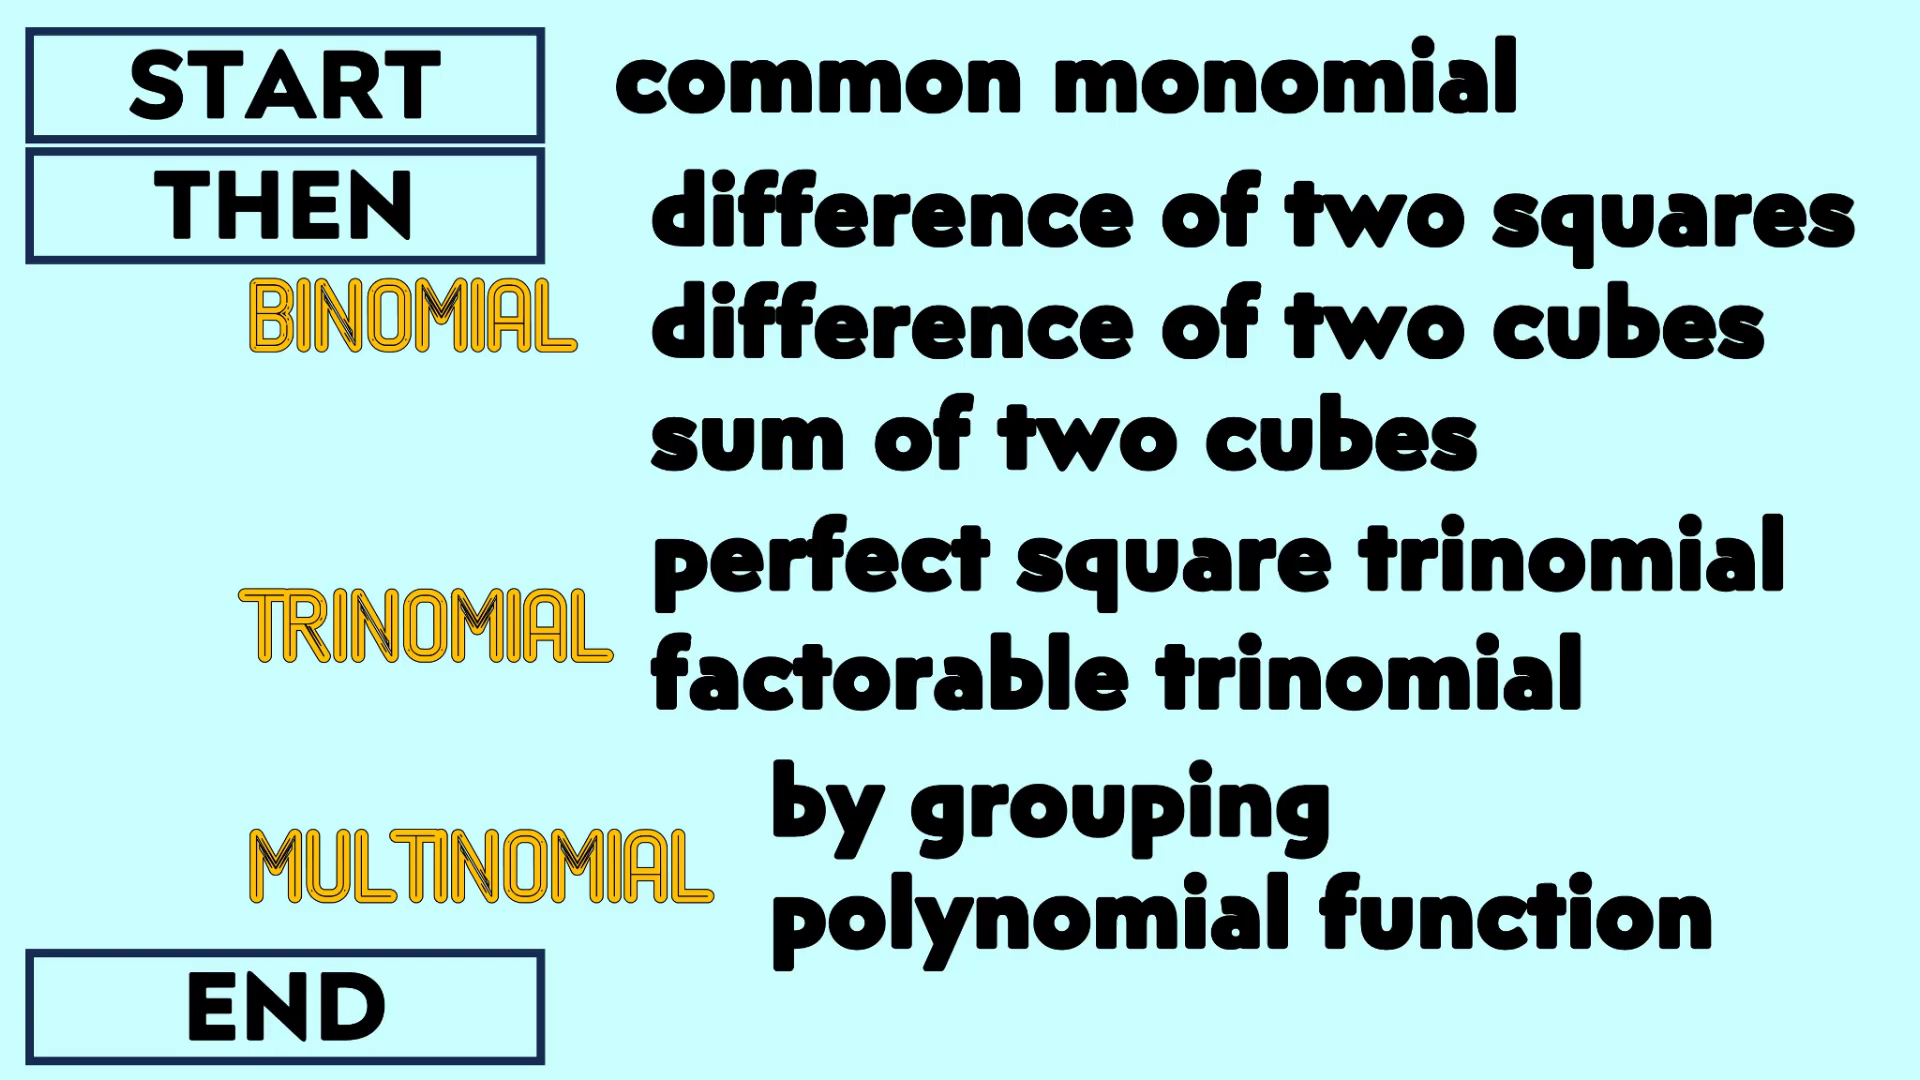 START common monomial
THEN difference of two squares
BINOMIAL difference of two cubes
sum of two cubes
perfect square trinomial
TRINOMIAL factorable trinomial
by grouping
MULTINOMIAL polynomial function
END